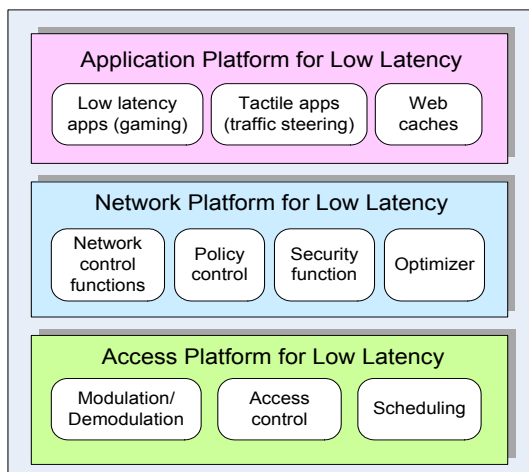 Application Platform for Low Latency
Low latency
apps (gaming)
Tactile apps
(traffic steering)
Web
caches
Network Platform for Low Latency
Network
control
functions
Policy
control
Security
function
Optimizer
Access Platform for Low Latency
Modulation/
Demodulation
Access
control
Scheduling